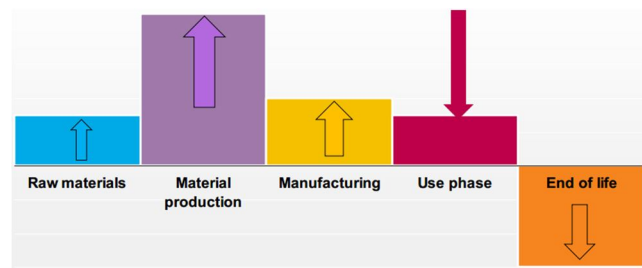 Raw materials
Material
production
Manufacturing
Use phase
End of life